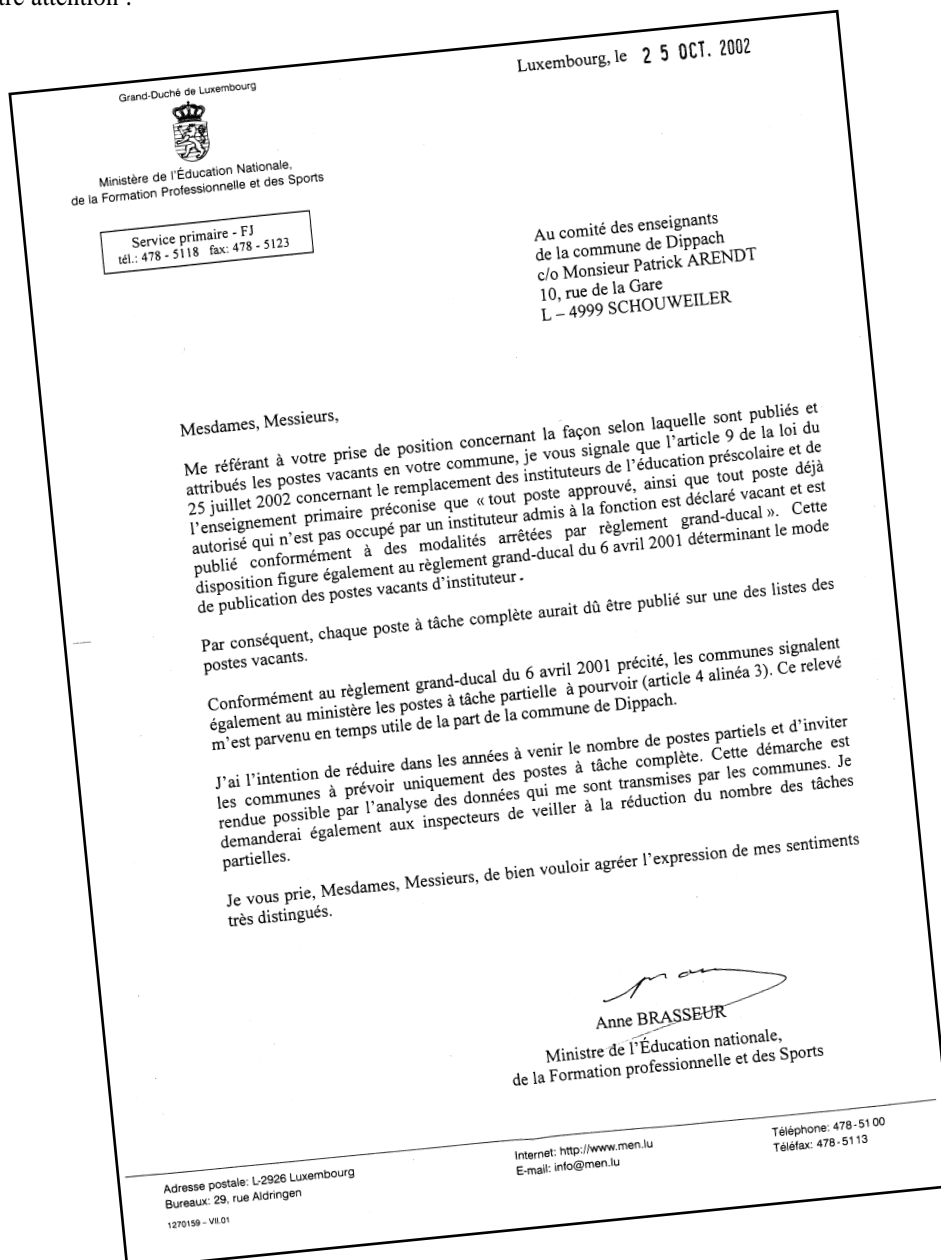 tre attention :
Luxembourg, le 25 OCT. 2002
Grand-Duché de Luxembourg
Ministère de l'Éducation Nationale,
de la Formation Professionnelle et des Sports
Service primaire - FJ
tél.: 478 - 5118 fax: 478 - 5123
Au comité des enseignants
de la commune de Dippach
c/o Monsieur Patrick ARENDT
10, rue de la Gare
L – 4999 SCHOUWEILER
Mesdames, Messieurs,
Me référant à votre prise de position concernant la façon selon laquelle sont publiés et
attribués les postes vacants en votre commune, je vous signale que l'article 9 de la loi du
25 juillet 2002 concernant le remplacement des instituteurs de l'éducation préscolaire et de
l'enseignement primaire préconise que « tout poste approuvé, ainsi que tout poste déjà
autorisé qui n'est pas occupé par un instituteur admis à la fonction est déclaré vacant et est
publié conformément à des modalités arrêtées par règlement grand-ducal ». Cette
disposition figure également au règlement grand-ducal du 6 avril 2001 déterminant le mode
de publication des postes vacants d'instituteur.
Par conséquent, chaque poste à tâche complète aurait dû être publié sur une des listes des
postes vacants.
Conformément au règlement grand-ducal du 6 avril 2001 précité, les communes signalent
également au ministère les postes à tâche partielle à pourvoir (article 4 alinéa 3). Ce relevé
m'est parvenu en temps utile de la part de la commune de Dippach.
J'ai l'intention de réduire dans les années à venir le nombre de postes partiels et d'inviter
les communes à prévoir uniquement des postes à tâche complète. Cette démarche est
rendue possible par l'analyse des données qui me sont transmises par les communes. Je
demanderai également aux inspecteurs de veiller à la réduction du nombre des tâches
partielles.
Je vous prie, Mesdames, Messieurs, de bien vouloir agréer l'expression de mes sentiments
très distingués.
Anne BRASSEUR
Ministre de l'Éducation nationale,
de la Formation professionnelle et des Sports
Adresse postale: L-2926 Luxembourg
Bureaux: 29, rue Aldringen
1270159 – VII.01
Internet: http://www.men.lu
E-mail: info@men.lu
Téléphone: 478-51 00
Téléfax: 478-51 13